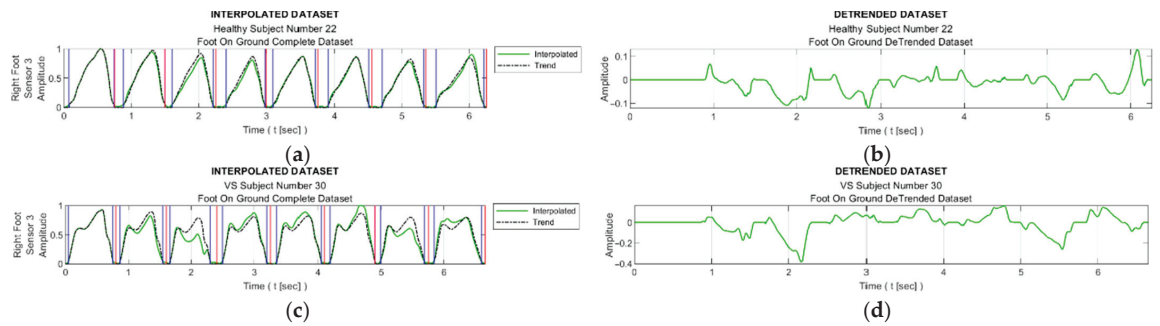 INTERPOLATED DATASET
Healthy Subject Number 22
Foot On Ground Complete Dataset
Right Foot
Sensor 3
Amplitude
1
0.5
0
0 1 2 3 4 5 6
Time ( t [sec] )
Interpolated
Trend
(a)
DETRENDED DATASET
Healthy Subject Number 22
Foot On Ground DeTrended Dataset
Amplitude
0.1
0
-0.1
0 1 2 3 4 5 6
Time ( t [sec] )
(b)
INTERPOLATED DATASET
VS Subject Number 30
Foot On Ground Complete Dataset
Right Foot
Sensor 3
Amplitude
1
0.5
0
0 1 2 3 4 5 6
Time ( t [sec] )
Interpolated
Trend
(c)
DETRENDED DATASET
VS Subject Number 30
Foot On Ground DeTrended Dataset
Amplitude
0
-0.2
-0.4
0 1 2 3 4 5 6
Time ( t [sec] )
(d)